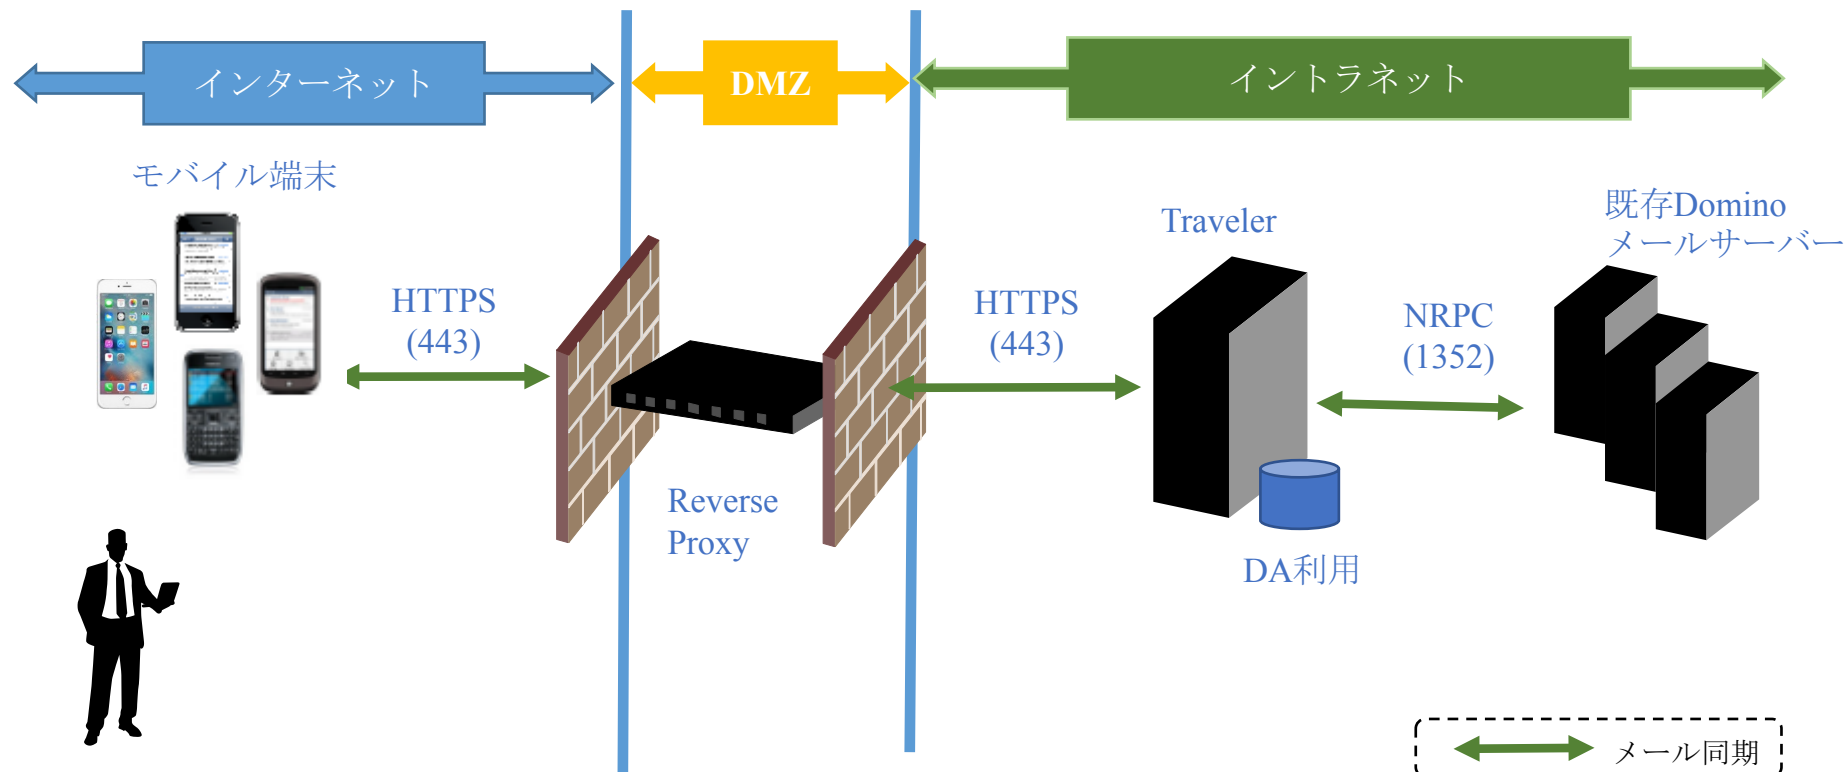 インターネット
DMZ
イントラネット
モバイル端末
Traveler
既存Domino
メールサーバー
HTTPS
(443)
HTTPS
(443)
NRPC
(1352)
Reverse
Proxy
DA利用
メール同期